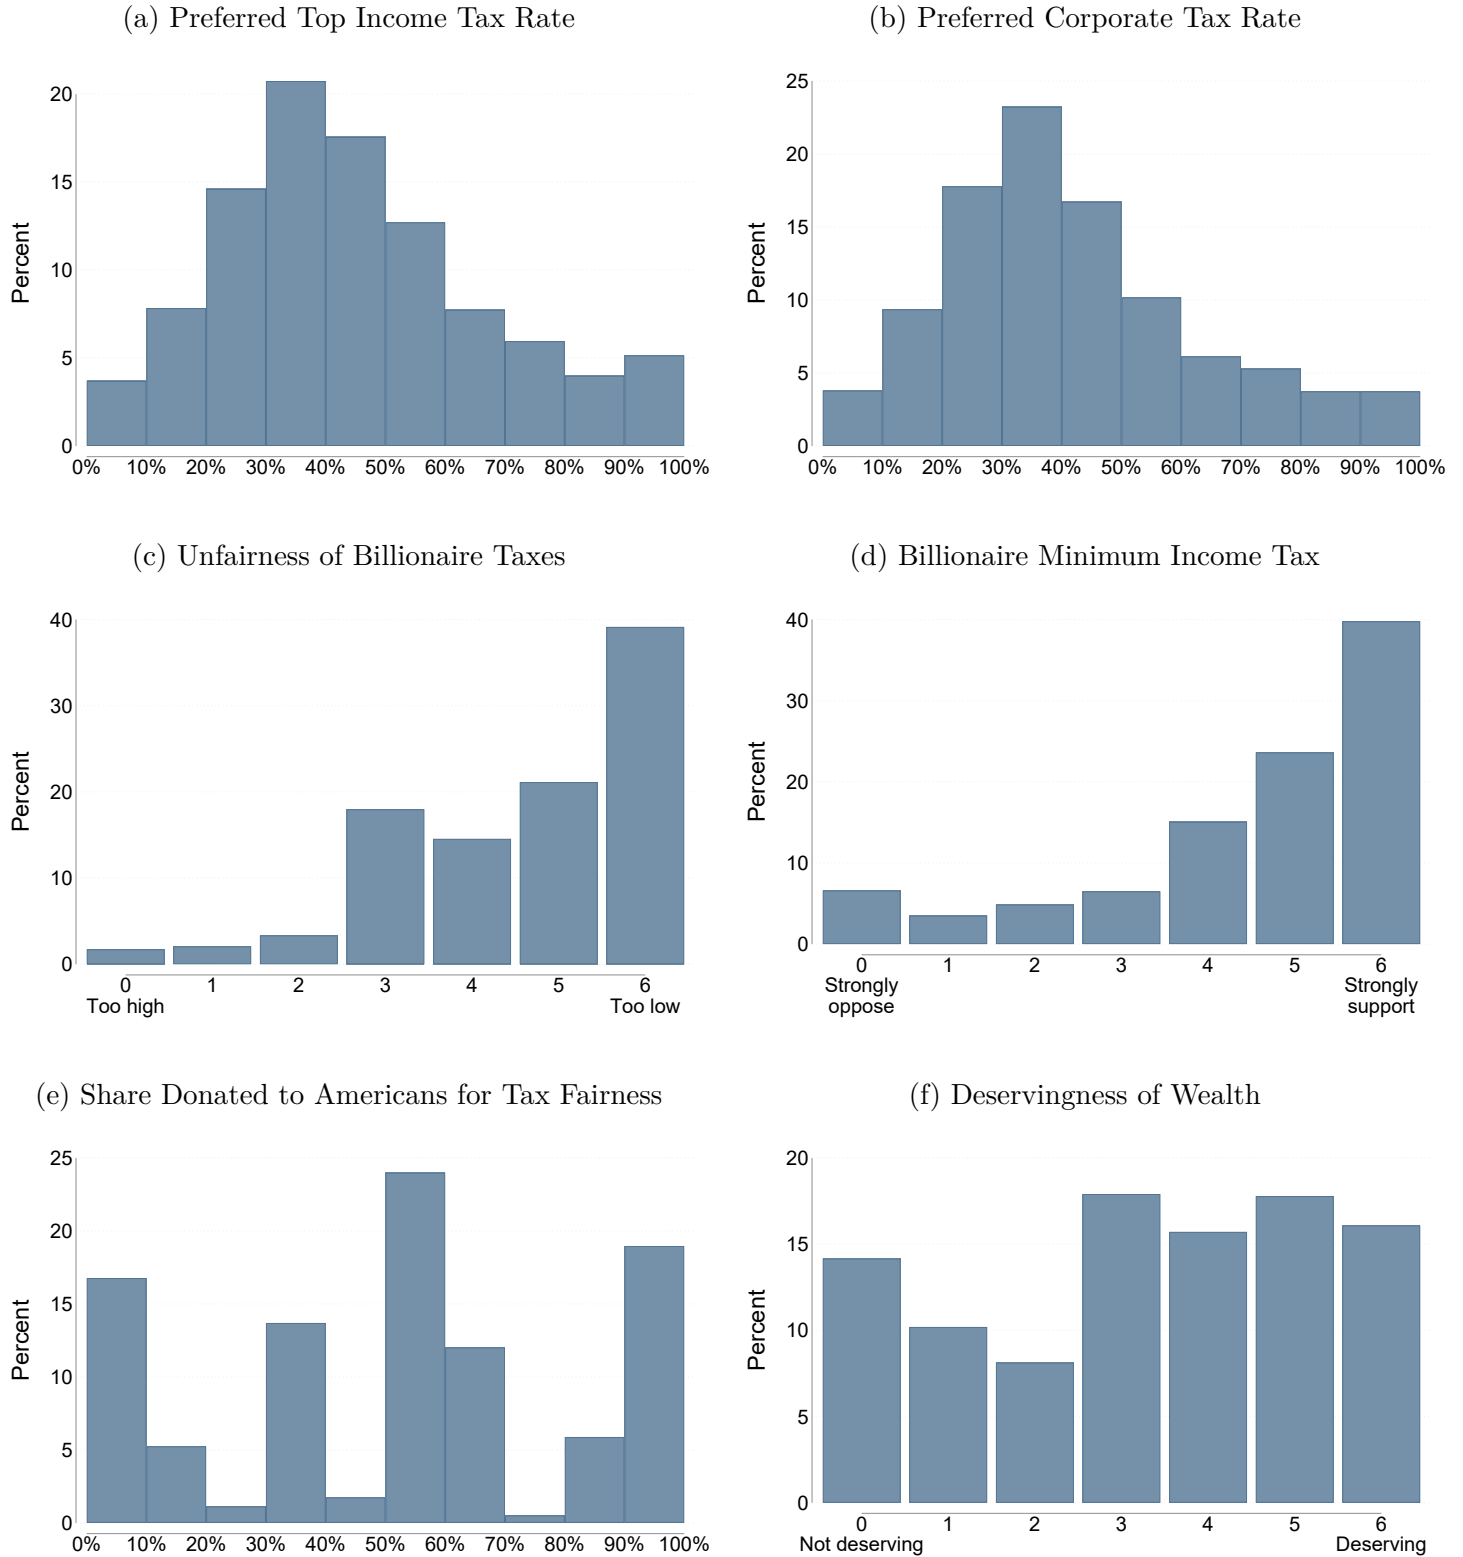 (a) Preferred Top Income Tax Rate
Percent
20
15
10
5
0
0% 10% 20% 30% 40% 50% 60% 70% 80% 90% 100%
(b) Preferred Corporate Tax Rate
Percent
25
20
15
10
5
0
0% 10% 20% 30% 40% 50% 60% 70% 80% 90% 100%
(c) Unfairness of Billionaire Taxes
Percent
40
30
20
10
0
0 1 2 3 4 5 6
Too high Too low
(d) Billionaire Minimum Income Tax
Percent
40
30
20
10
0
0 1 2 3 4 5 6
Strongly Strongly
oppose support
(e) Share Donated to Americans for Tax Fairness
Percent
25
20
15
10
5
0
0% 10% 20% 30% 40% 50% 60% 70% 80% 90% 100%
(f) Deservingness of Wealth
Percent
20
15
10
5
0
0 1 2 3 4 5 6
Not deserving Deserving